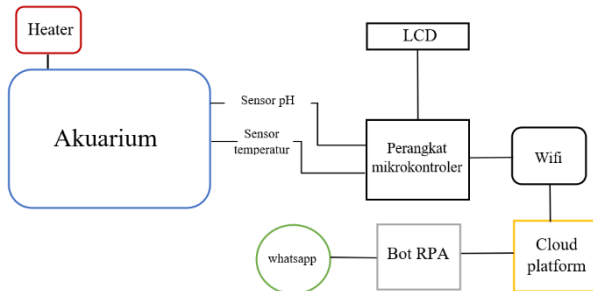 Heater
LCD
Akuarium
Sensor pH
Sensor
temperatur
Perangkat
mikrokontroler
Wifi
whatsapp
Bot RPA
Cloud
platform